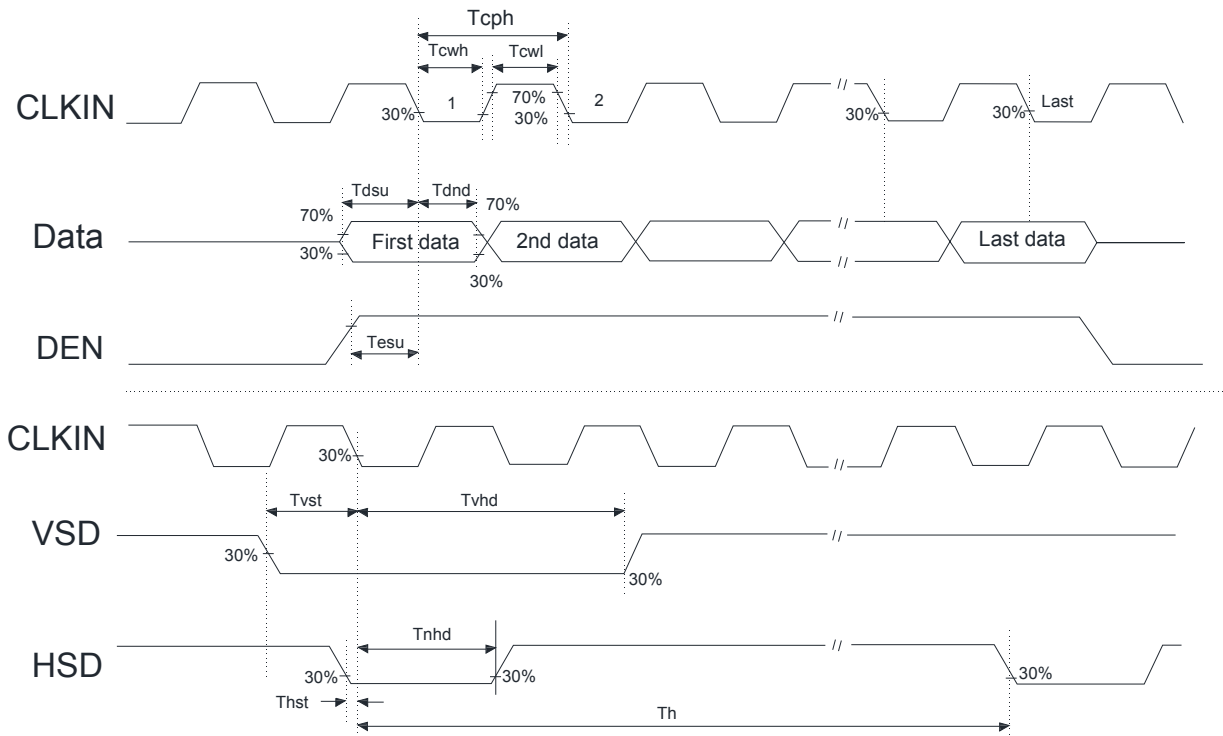 Tcph
Tcwh Tcwl
CLKIN 30% 1 70% 30% 2 // 30% 30% Last
Tdsu Tdnd
70% 70%
Data First data 2nd data // Last data
30% 30% //
DEN //
Tesu
CLKIN 30% //
Tvst Tvhd
VSD 30% 30% //
Tnhd //
HSD 30% 30% 30%
Thst
Th